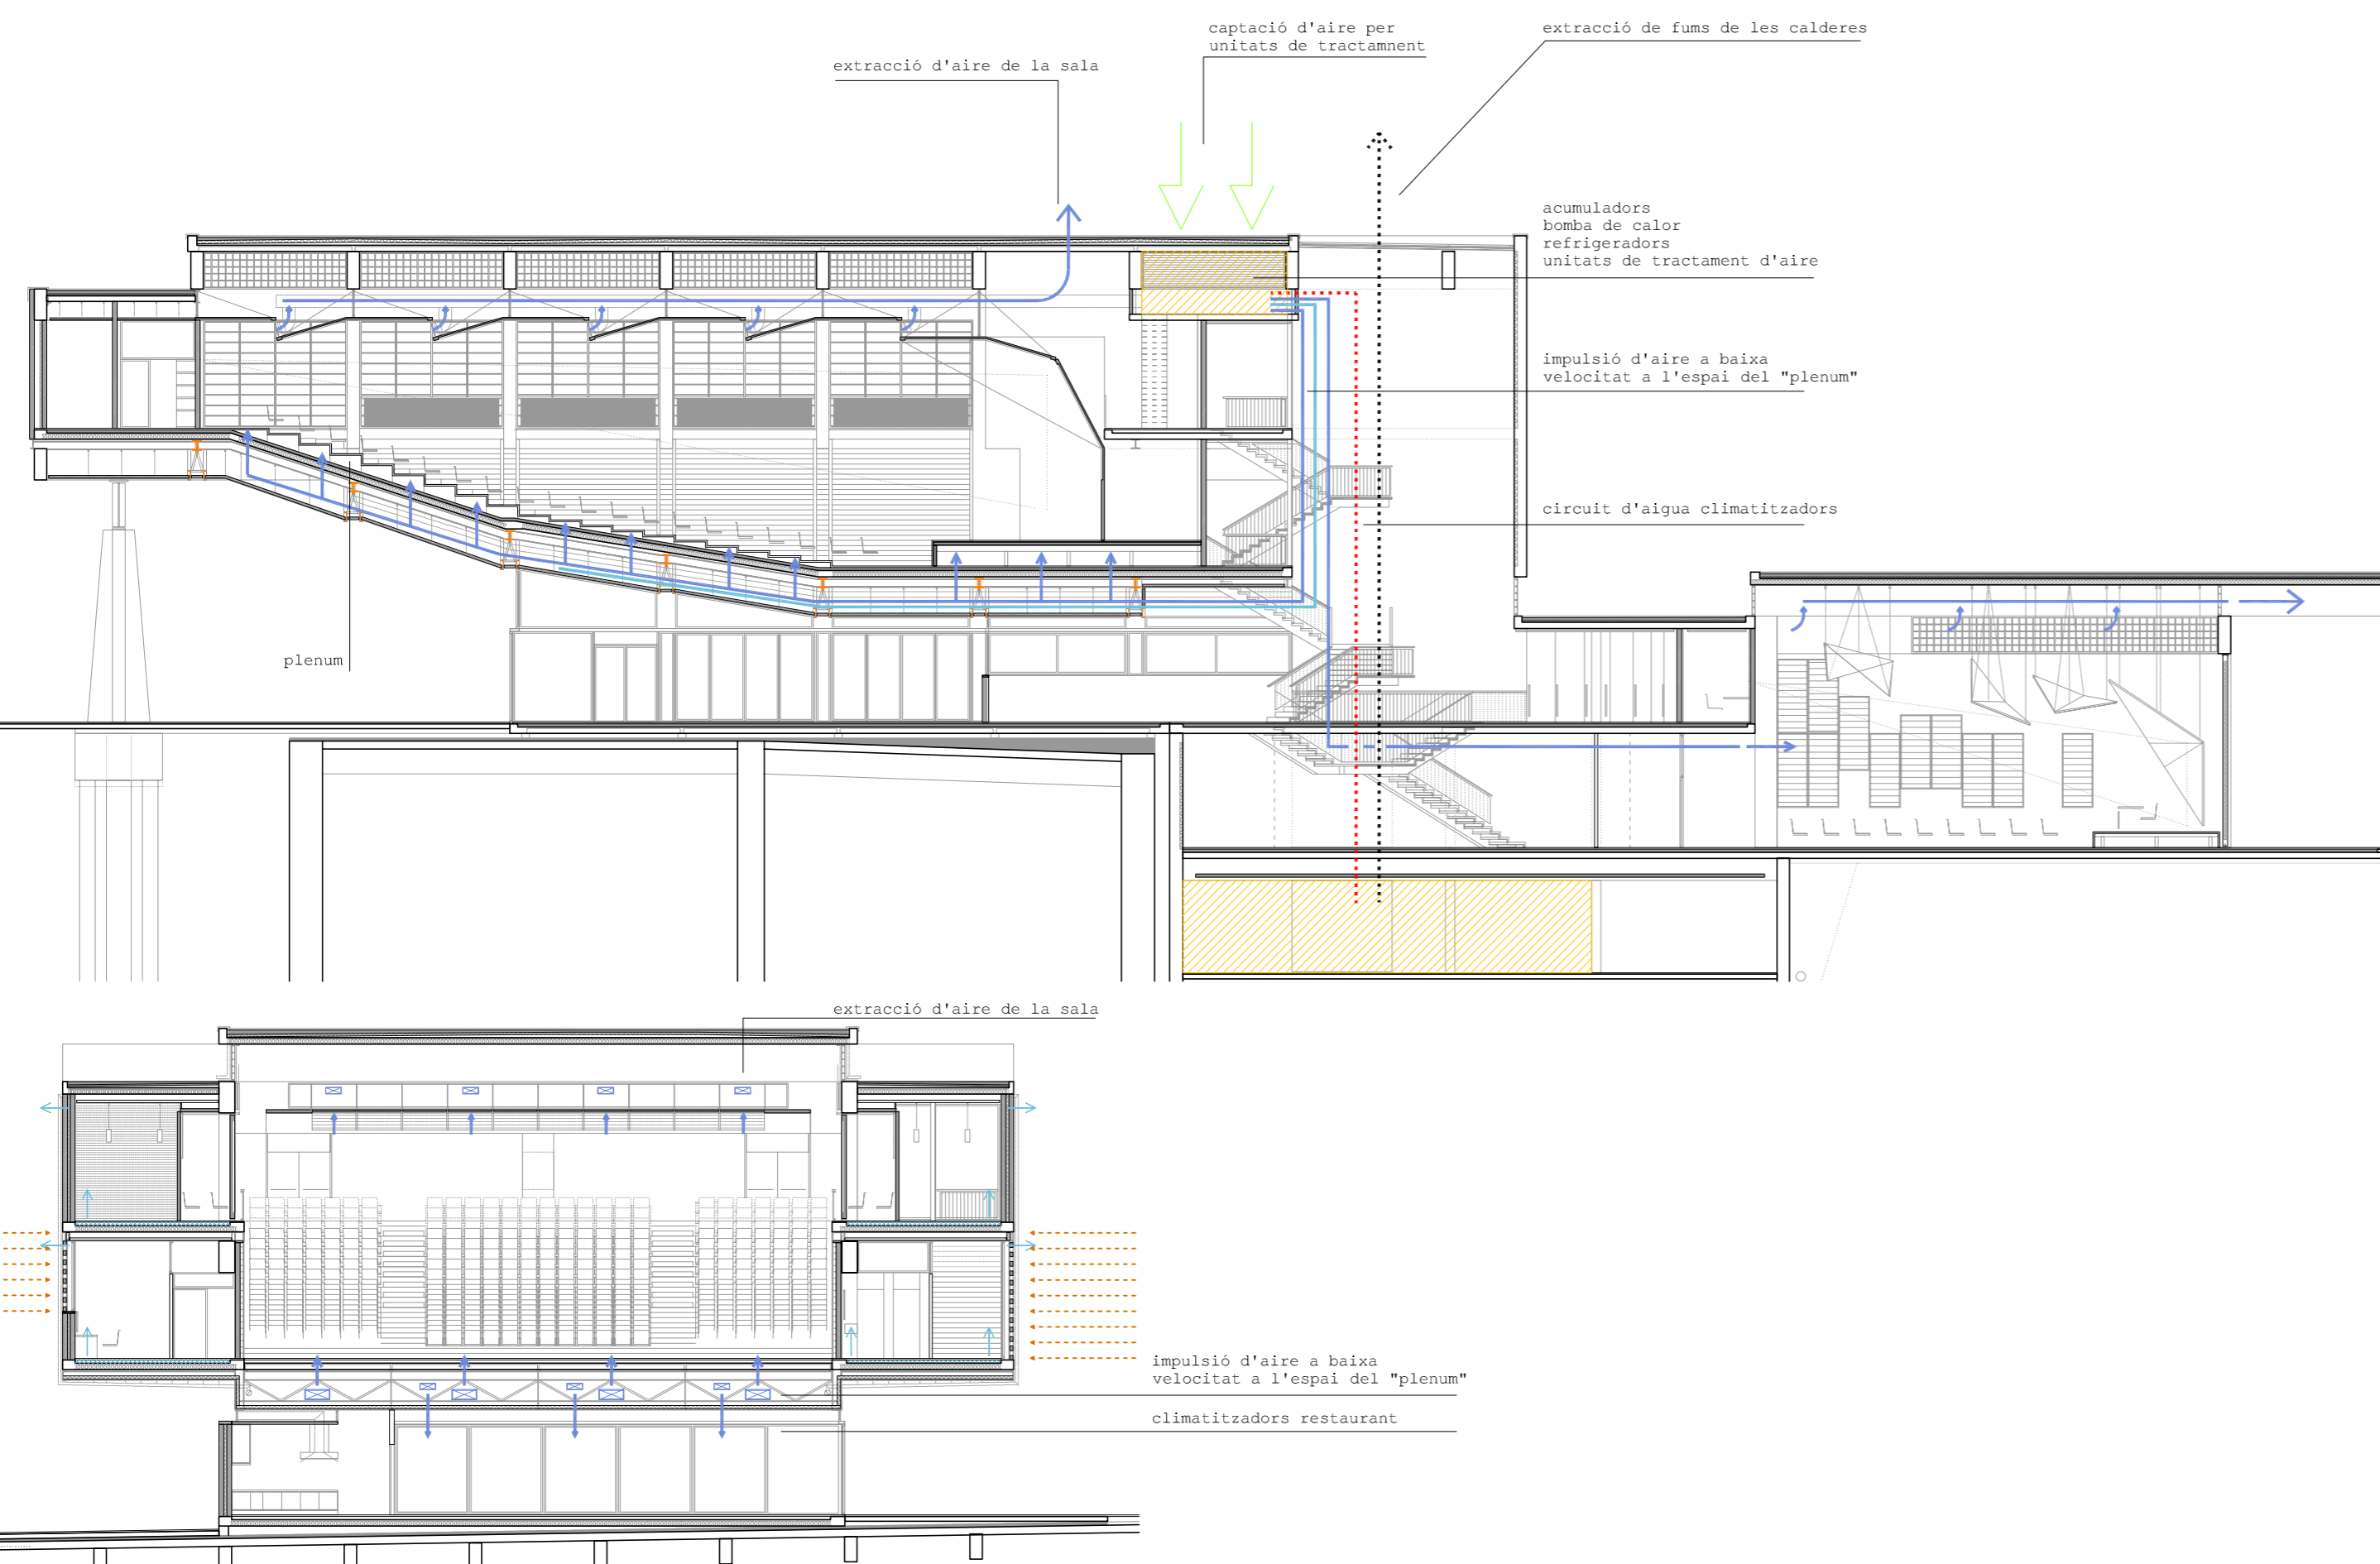 captació d'aire per
unitats de tractamnent
extracció de fums de les calderes
extracció d'aire de la sala
acumuladors
bomba de calor
refrigeradors
unitats de tractament d'aire
impulsió d'aire a baixa
velocitat a l'espai del "plenum"
circuit d'aigua climatitzadors
plenum
extracció d'aire de la sala
impulsió d'aire a baixa
velocitat a l'espai del "plenum"
climatitzadors restaurant